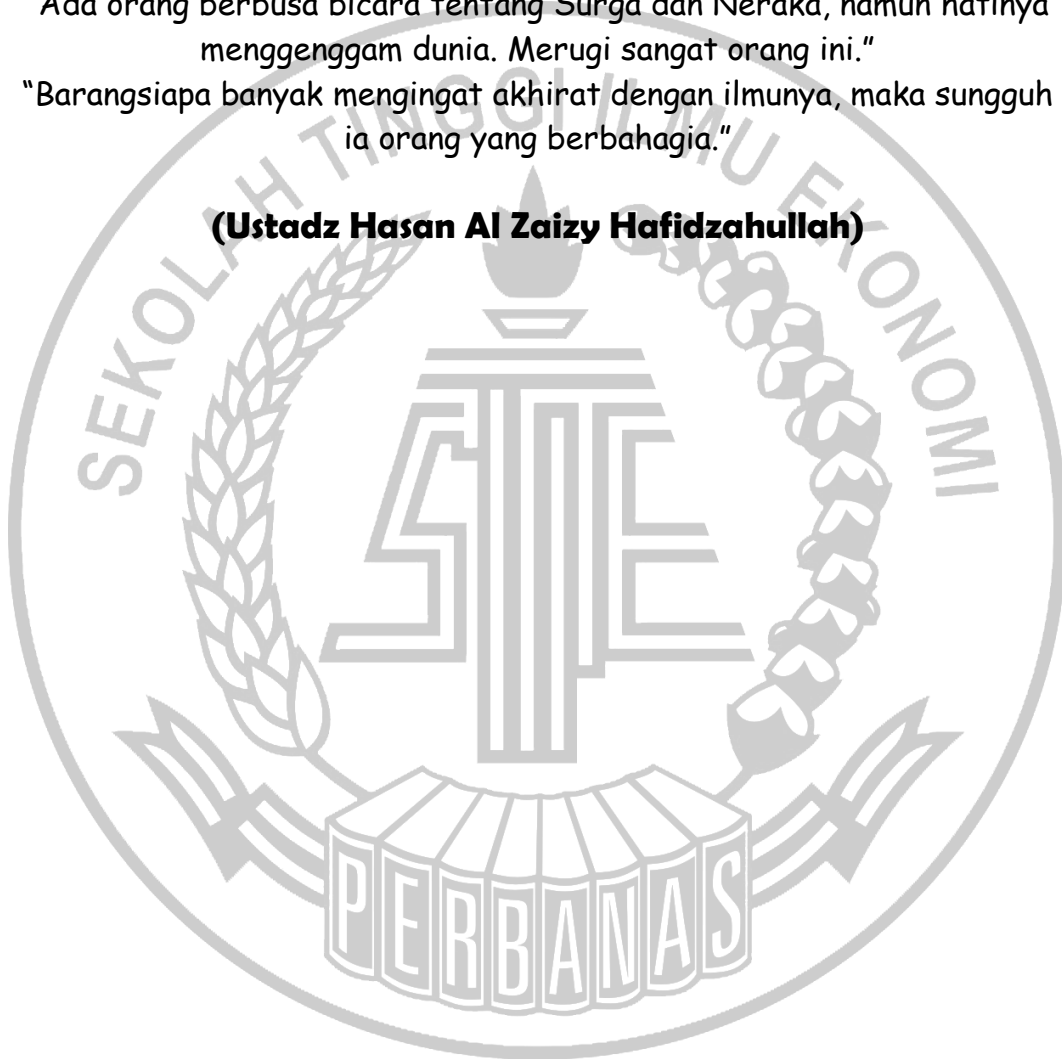 Ada orang berbusa bicara tentang Surga dan Neraka, namun hatinya
menggenggam dunia. Merugi sangat orang ini.”
“Barangsiapa banyak mengingat akhirat dengan ilmunya, maka sungguh
ia orang yang berbahagia.”
(Ustadz Hasan Al Zaizy Hafidzahullah)
SEKOLAH TINGGI ILMU EKONOMI
STIE
PERBANAS